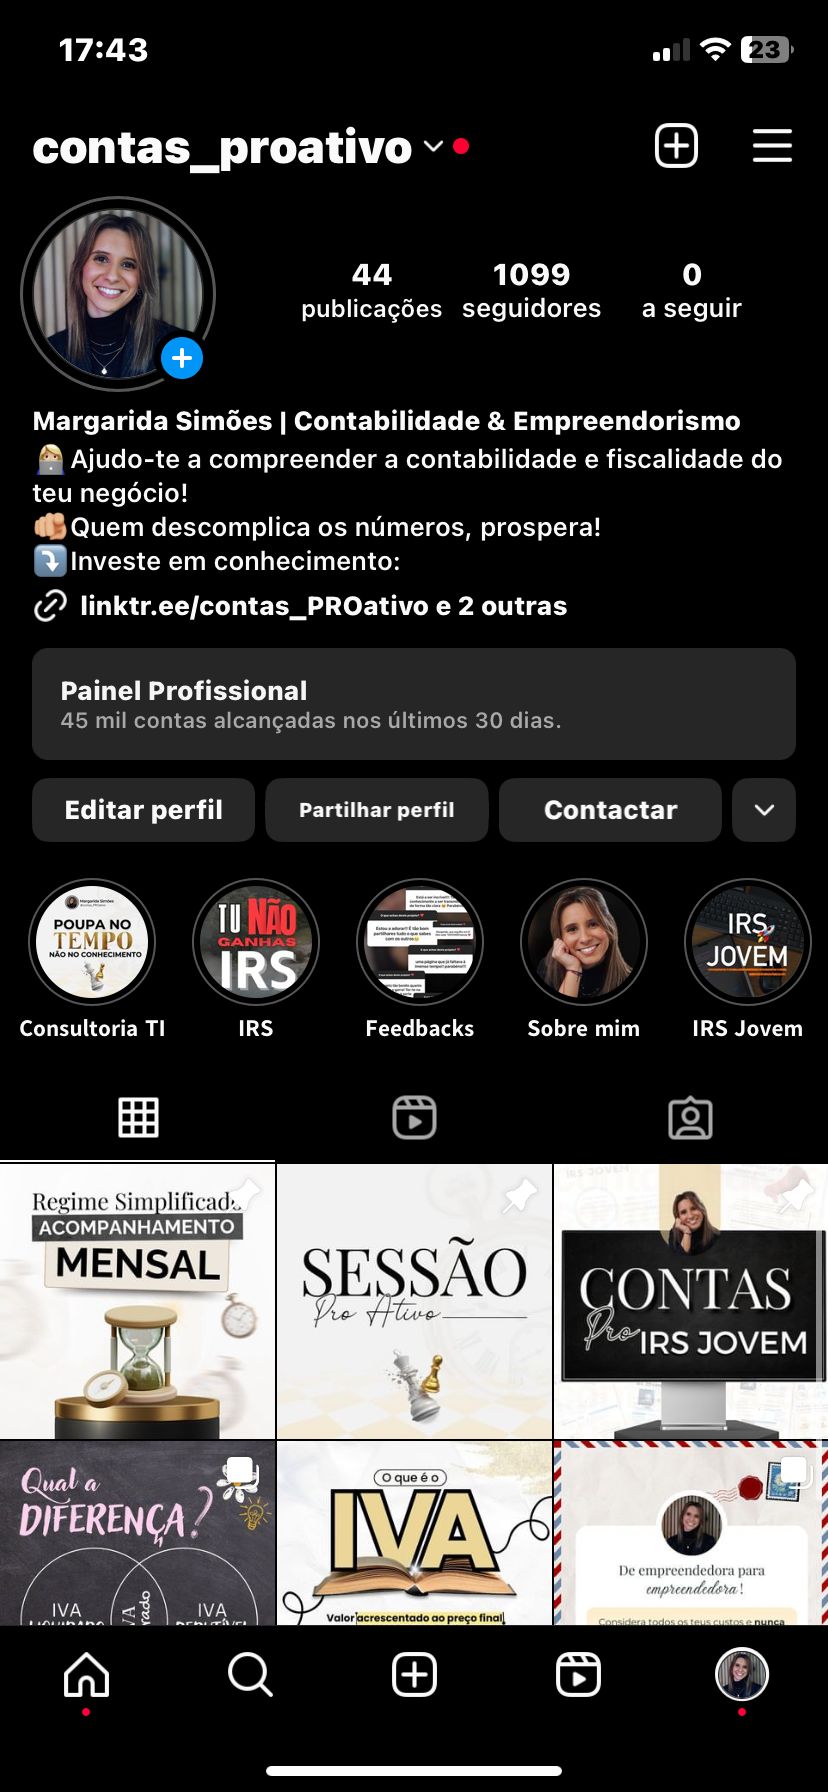 17:43
23
contas_proativo
44
publicações
1099
seguidores
0
a seguir
Margarida Simões | Contabilidade & Empreendorismo
Ajudo-te a compreender a contabilidade e fiscalidade do
teu negócio!
Quem descomplica os números, prospera!
Investe em conhecimento:
linktr.ee/contas_PROativo e 2 outras
Painel Profissional
45 mil contas alcançadas nos últimos 30 dias.
Editar perfil
Partilhar perfil
Contactar
Margarida Simões
POUPA NO
TEMPO
NÃO NO CONHECIMENTO
TU NÃO
GANHAS
IRS
IRS
JOVEM
Consultoria TI
IRS
Feedbacks
Sobre mim
IRS Jovem
Regime Simplificado
ACOMPANHAMENTO
MENSAL
SESSÃO
Pro Ativo
CONTAS
Pro IRS JOVEM
Qual a
DIFERENÇA?
IVA
IVA
O que é o
IVA
Valor acrescentado ao preço final
De empreendedora para
empreendedora!
Considera todos os teus custos e nunca